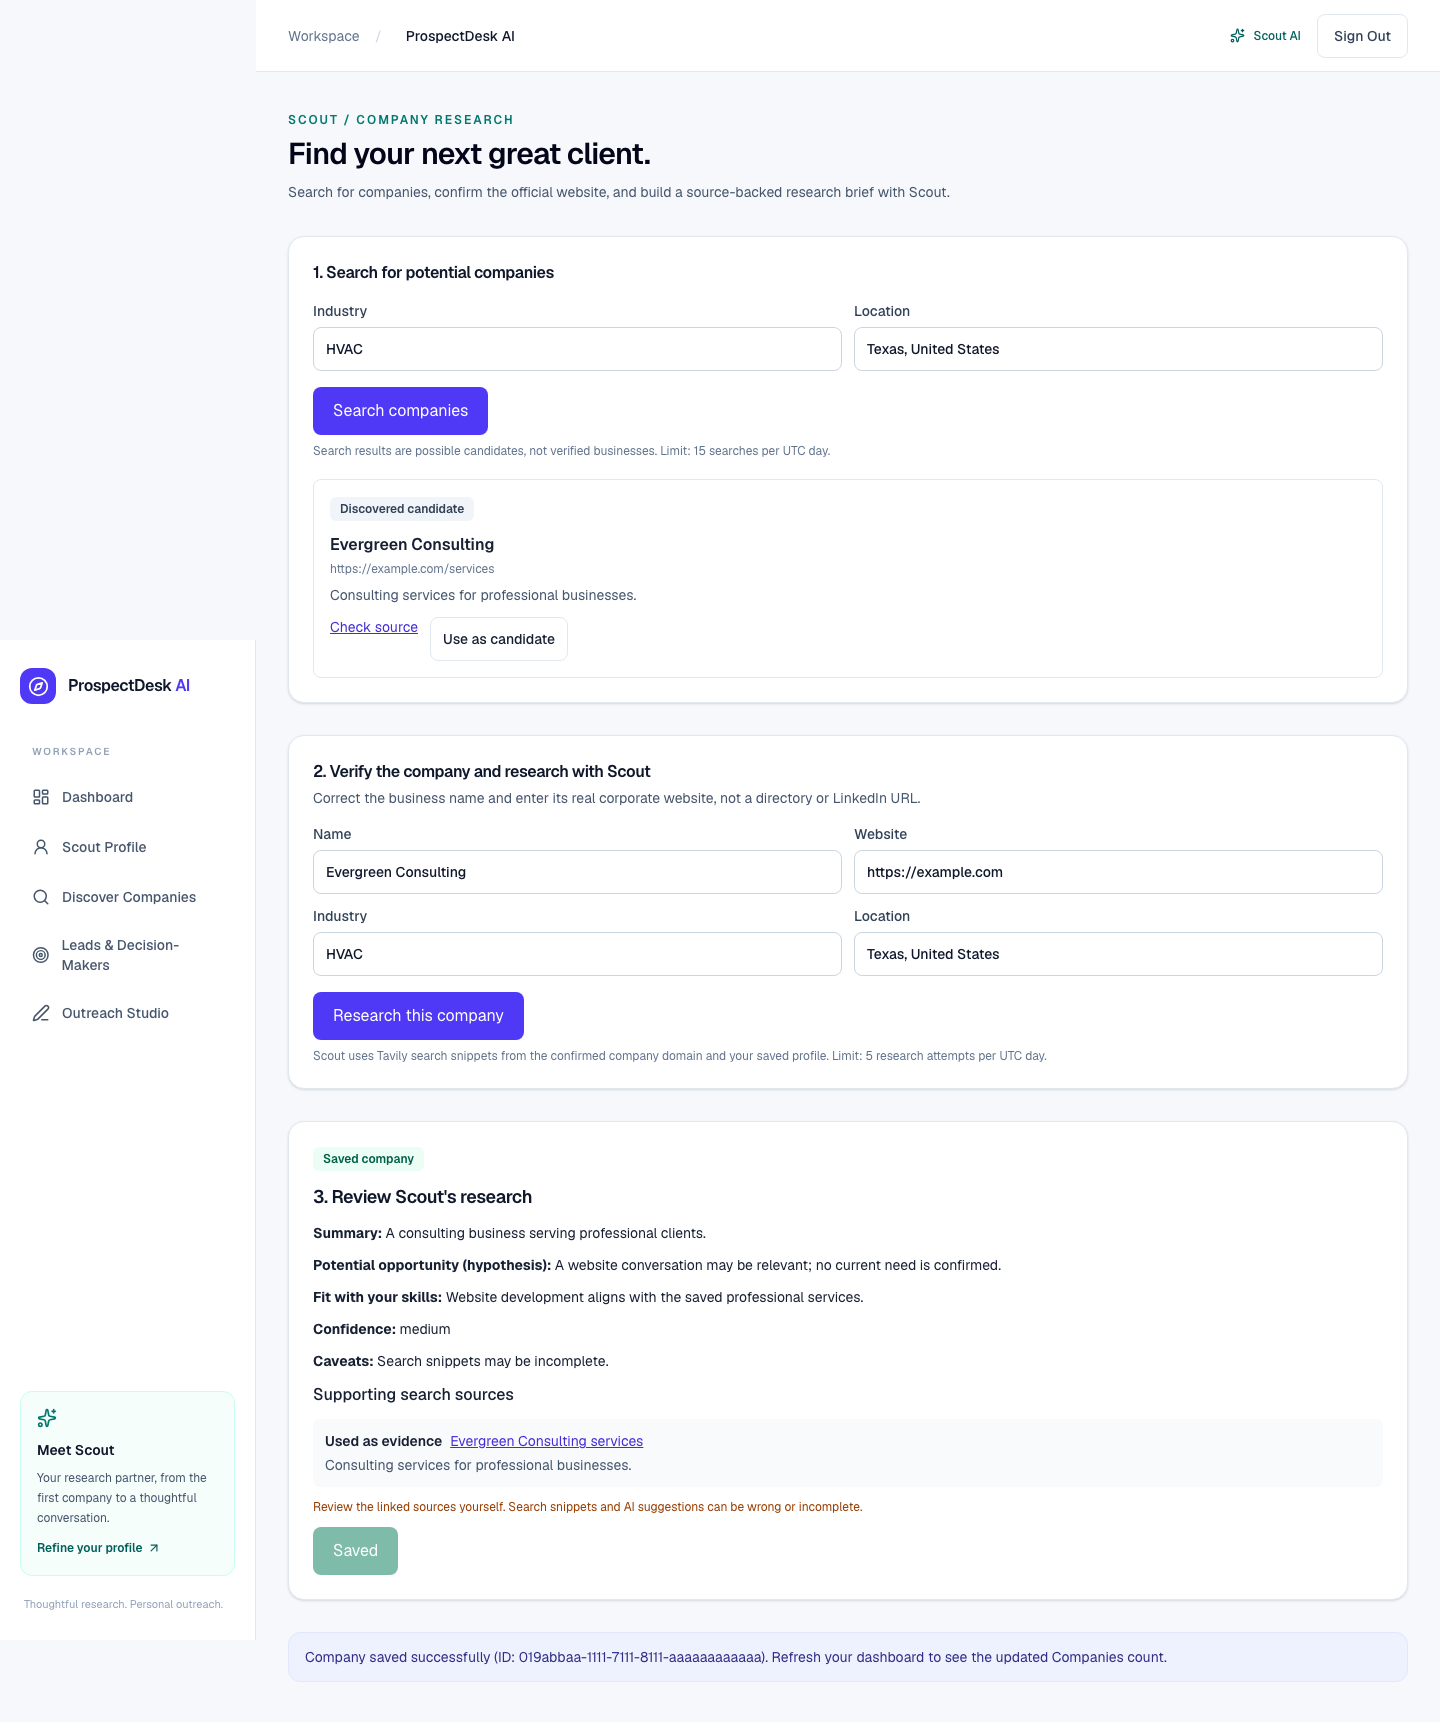 Workspace / ProspectDesk AI
Scout AI
Sign Out
SCOUT / COMPANY RESEARCH
Find your next great client.
Search for companies, confirm the official website, and build a source-backed research brief with Scout.
1. Search for potential companies
Industry
Location
HVAC
Texas, United States
Search companies
Search results are possible candidates, not verified businesses. Limit: 15 searches per UTC day.
Discovered candidate
Evergreen Consulting
https://example.com/services
Consulting services for professional businesses.
Check source
Use as candidate
ProspectDesk AI
WORKSPACE
Dashboard
Scout Profile
Discover Companies
Leads & Decision-
Makers
Outreach Studio
Meet Scout
Your research partner, from the
first company to a thoughtful
conversation.
Refine your profile
Thoughtful research. Personal outreach.
2. Verify the company and research with Scout
Correct the business name and enter its real corporate website, not a directory or LinkedIn URL.
Name
Website
Evergreen Consulting
https://example.com
Industry
Location
HVAC
Texas, United States
Research this company
Scout uses Tavily search snippets from the confirmed company domain and your saved profile. Limit: 5 research attempts per UTC day.
Saved company
3. Review Scout's research
Summary: A consulting business serving professional clients.
Potential opportunity (hypothesis): A website conversation may be relevant; no current need is confirmed.
Fit with your skills: Website development aligns with the saved professional services.
Confidence: medium
Caveats: Search snippets may be incomplete.
Supporting search sources
Used as evidence Evergreen Consulting services
Consulting services for professional businesses.
Review the linked sources yourself. Search snippets and AI suggestions can be wrong or incomplete.
Saved
Company saved successfully (ID: 019abbaa-1111-7111-8111-aaaaaaaaaaaa). Refresh your dashboard to see the updated Companies count.